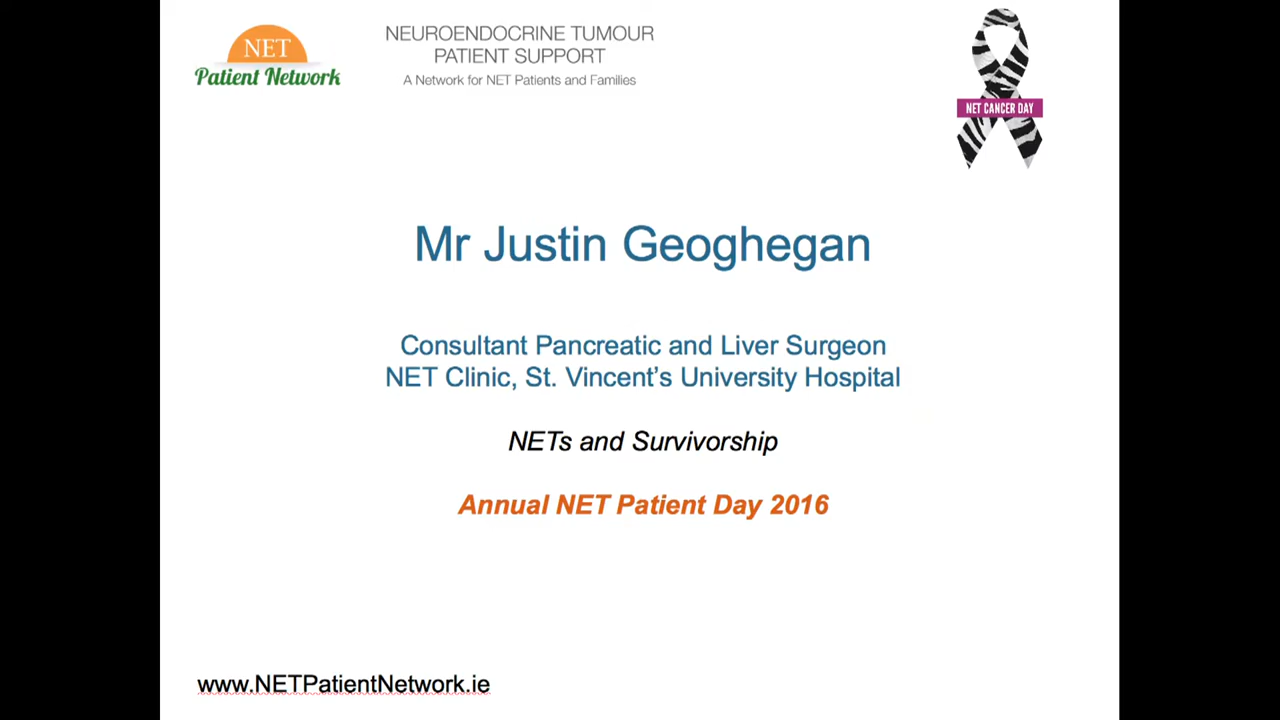 NET
Patient Network
NEUROENDOCRINE TUMOUR
PATIENT SUPPORT
A Network for NET Patients and Families
NET CANCER DAY
Mr Justin Geoghegan
Consultant Pancreatic and Liver Surgeon
NET Clinic, St. Vincent’s University Hospital
NETs and Survivorship
Annual NET Patient Day 2016
www.NETPatientNetwork.ie